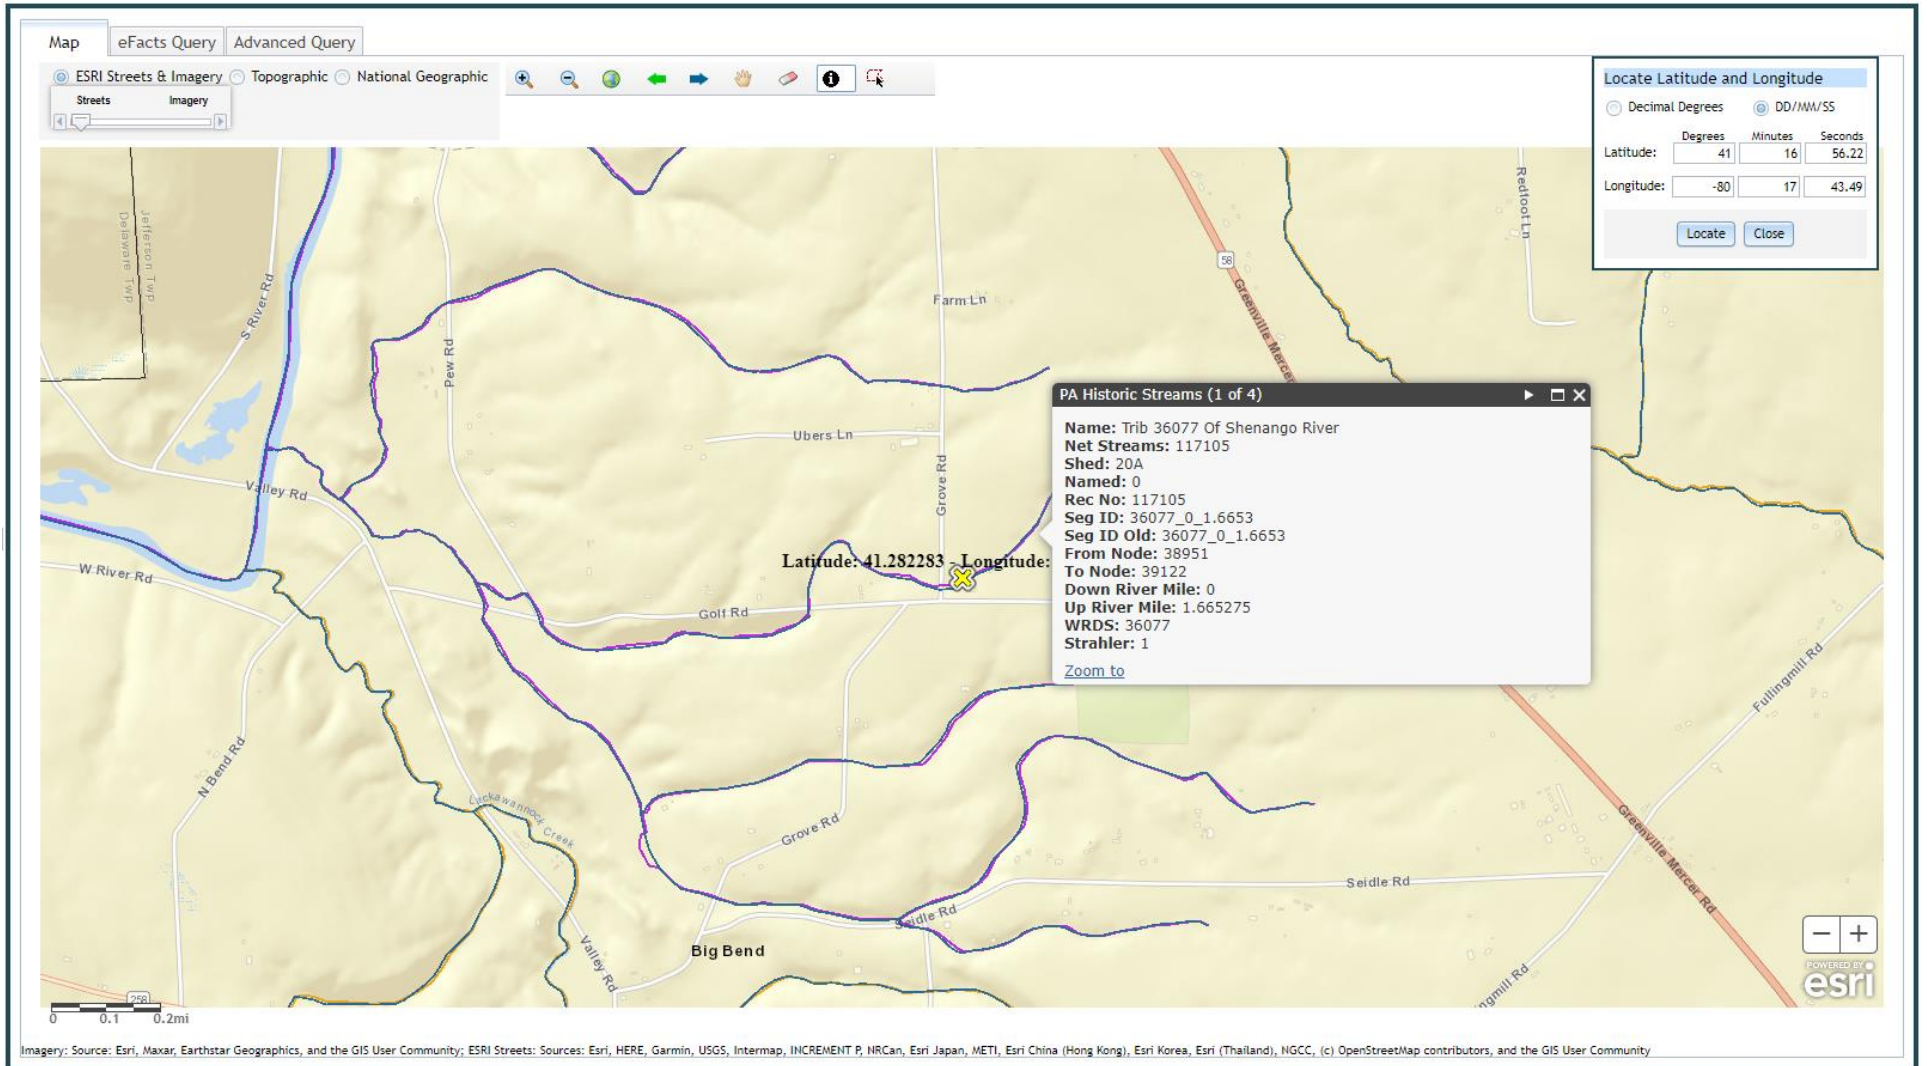 Map eFacts Query Advanced Query
ESRI Streets & Imagery Topographic National Geographic
Streets Imagery
Locate Latitude and Longitude
Decimal Degrees DD/MM/SS
Degrees Minutes Seconds
Latitude: 41 16 56.22
Longitude: -80 17 43.49
Locate Close
Delaware Twp
Jefferson Twp
S River Rd
Pew Rd
Farm Ln
58
Redfoot Ln
Greenville Mercer
Ubers Ln
Grove Rd
Valley Rd
W River Rd
Latitude: 41.282283 - Longitude:
Golf Rd
PA Historic Streams (1 of 4)
Name: Trib 36077 Of Shenango River
Net Streams: 117105
Shed: 20A
Named: 0
Rec No: 117105
Seg ID: 36077_0_1.6653
Seg ID Old: 36077_0_1.6653
From Node: 38951
To Node: 39122
Down River Mile: 0
Up River Mile: 1.665275
WRDS: 36077
Strahler: 1
Zoom to
Fullingmill Rd
N Bend Rd
Lackawannock Creek
Grove Rd
Greenville Mercer Rd
Seidle Rd
Seidle Rd
Big Bend
Valley Rd
ngmill Rd
258
0 0.1 0.2mi
POWERED BY
esri
Imagery: Source: Esri, Maxar, Earthstar Geographics, and the GIS User Community; ESRI Streets: Sources: Esri, HERE, Garmin, USGS, Intermap, INCREMENT P, NRCan, Esri Japan, METI, Esri China (Hong Kong), Esri Korea, Esri (Thailand), NGCC, (c) OpenStreetMap contributors, and the GIS User Community